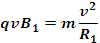 qvB₁ = m v²/R₁